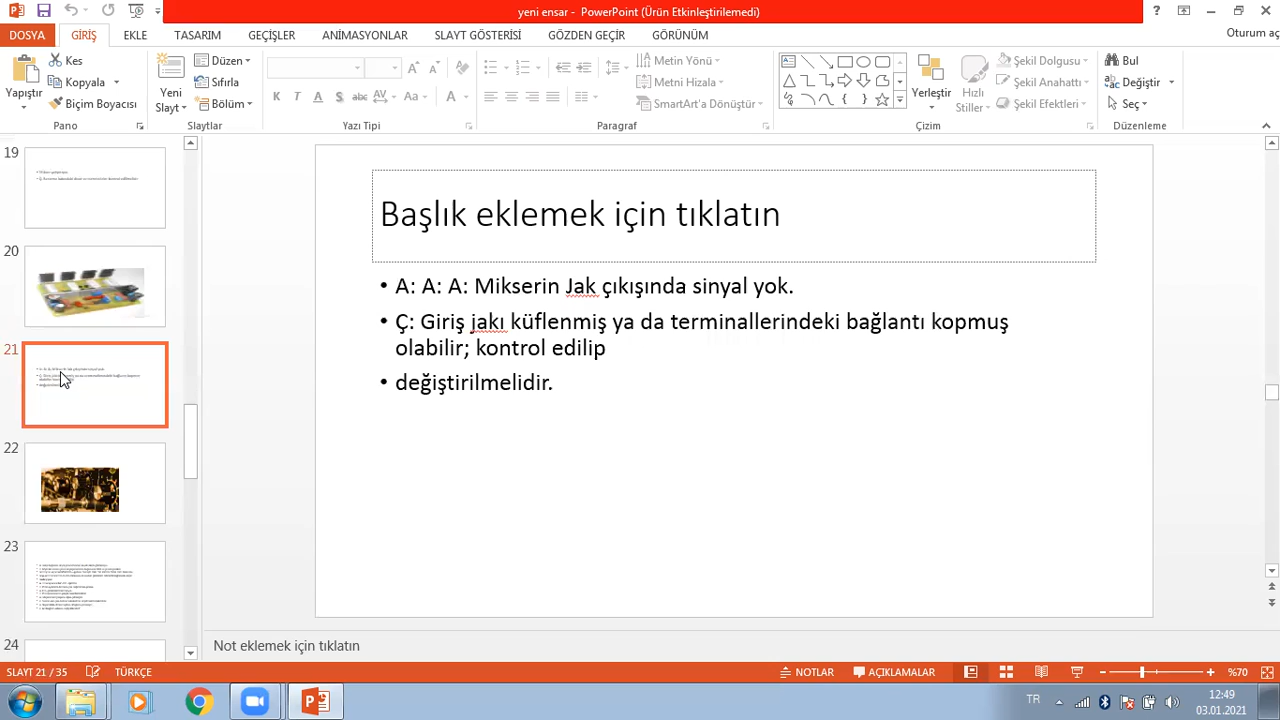 yeni ensar - PowerPoint (Ürün Etkinleştirilemedi)
DOSYA GİRİŞ EKLE TASARIM GEÇİŞLER ANİMASYONLAR SLAYT GÖSTERİSİ GÖZDEN GEÇİR GÖRÜNÜM Oturum aç
Yapıştır
Kes
Kopyala
Biçim Boyacısı
Pano
Yeni
Slayt
Düzen
Sıfırla
Bölüm
Slaytlar
K T A S abc AV Aa A
Yazı Tipi
Metin Yönü
Metni Hizala
SmartArt'a Dönüştür
Paragraf
Yerleştir
Hızlı
Stiller
Şekil Dolgusu
Şekil Anahattı
Şekil Efektleri
Çizim
Bul
Değiştir
Seç
Düzenleme
19
20
21
22
23
24
Başlık eklemek için tıklatın
• A: A: A: Mikserin Jak çıkışında sinyal yok.
• Ç: Giriş jakı küflenmiş ya da terminallerindeki bağlantı kopmuş
olabilir; kontrol edilip
• değiştirilmelidir.
Not eklemek için tıklatın
SLAYT 21 / 35 TÜRKÇE NOTLAR AÇIKLAMALAR %70
TR 12:49
03.01.2021